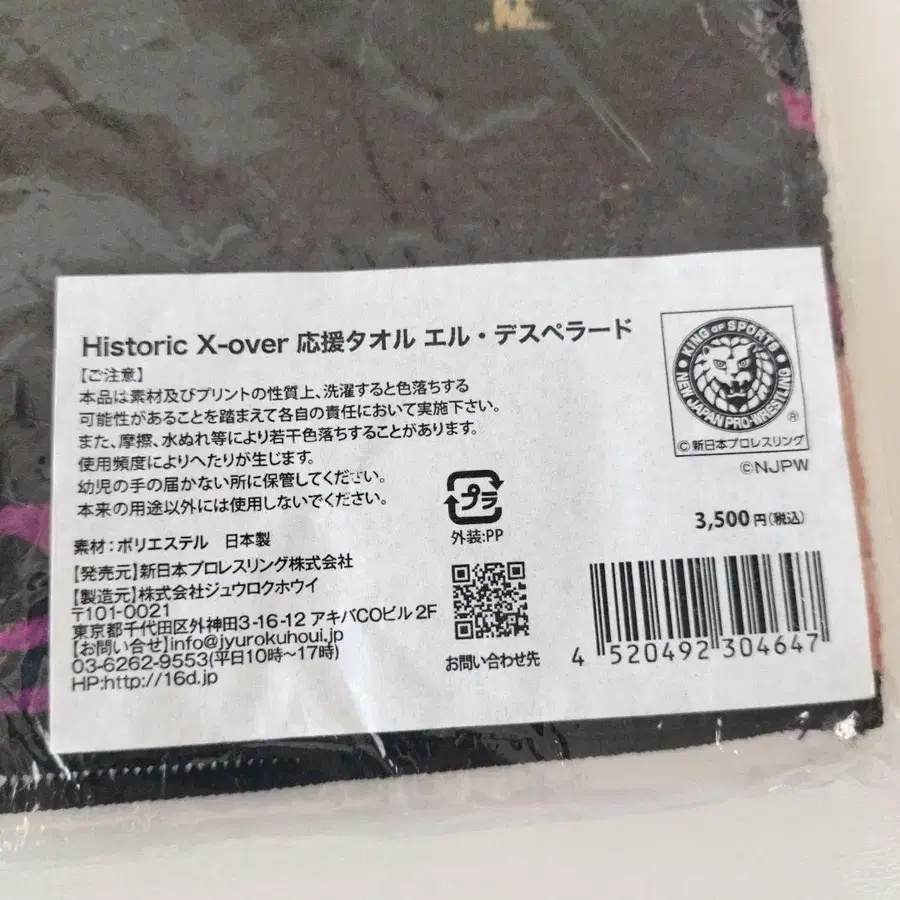 Historic X-over 応援タオル エル・デスペラード
【ご注意】
本品は素材及びプリントの性質上、洗濯すると色落ちする
可能性があることを踏まえて各自の責任において実施下さい。
また、摩擦、水ぬれ等により若干色落ちすることがあります。
使用頻度によりへたりが生じます。
幼児の手の届かない所に保管してください。
本来の用途以外には使用しないでください。
素材：ポリエステル 日本製
【発売元】新日本プロレスリング株式会社
【製造元】株式会社ジュウロクホウイ
〒101-0021
東京都千代田区外神田3-16-12 アキバCOビル2F
【お問い合せ】info@jyurokuhoui.jp
03-6262-9553(平日10時〜17時)
HP:http://16d.jp
プラ
外装:PP
お問い合わせ先
KING OF SPORTS
NEW JAPAN PRO-WRESTLING
®
©新日本プロレスリング
©NJPW
3,500円(税込)
4 520492 304647